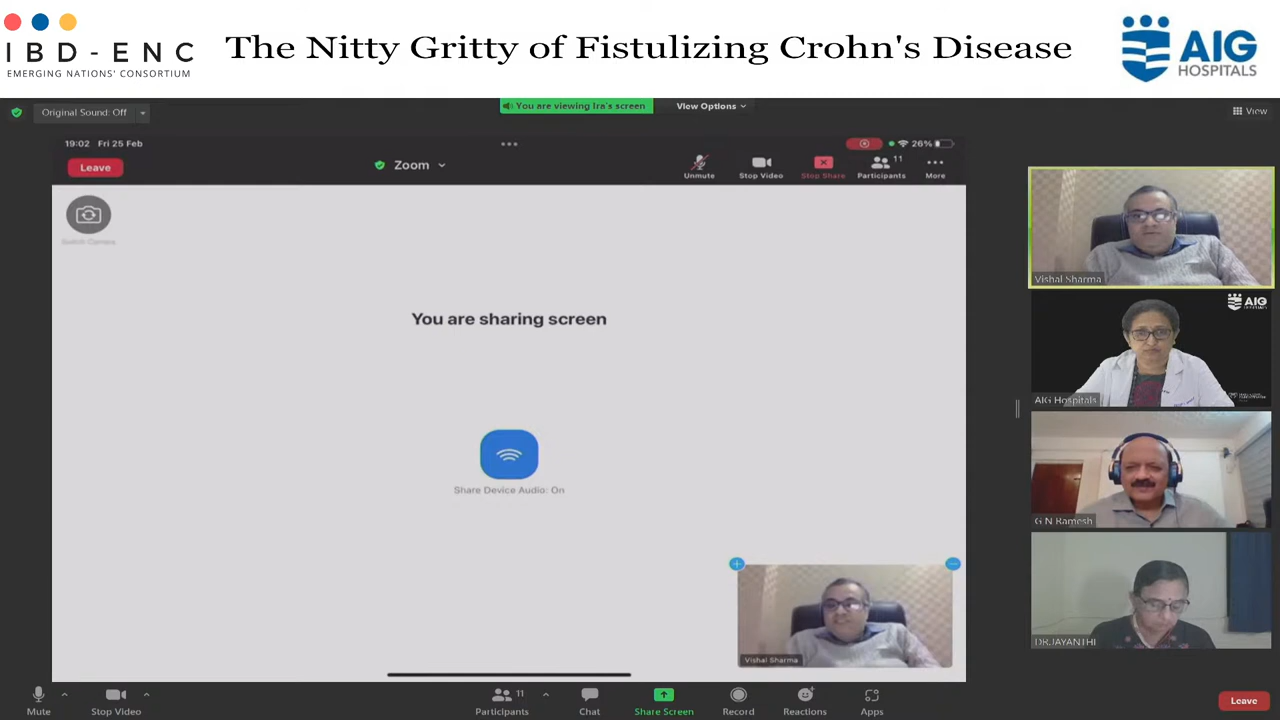 IBD-ENC
EMERGING NATIONS' CONSORTIUM
The Nitty Gritty of Fistulizing Crohn's Disease
AIG
HOSPITALS
Original Sound: Off
You are viewing Ira's screen
View Options
View
19:02 Fri 25 Feb
26%
Leave
Zoom
Unmute
Stop Video
Stop Share
Participants
11
More
Switch Camera
You are sharing screen
Share Device Audio: On
Vishal Sharma
Vishal Sharma
AIG
AIG Hospitals
G N Ramesh
DR.JAYANTHI
Mute
Stop Video
Participants
11
Chat
Share Screen
Record
Reactions
Apps
Leave